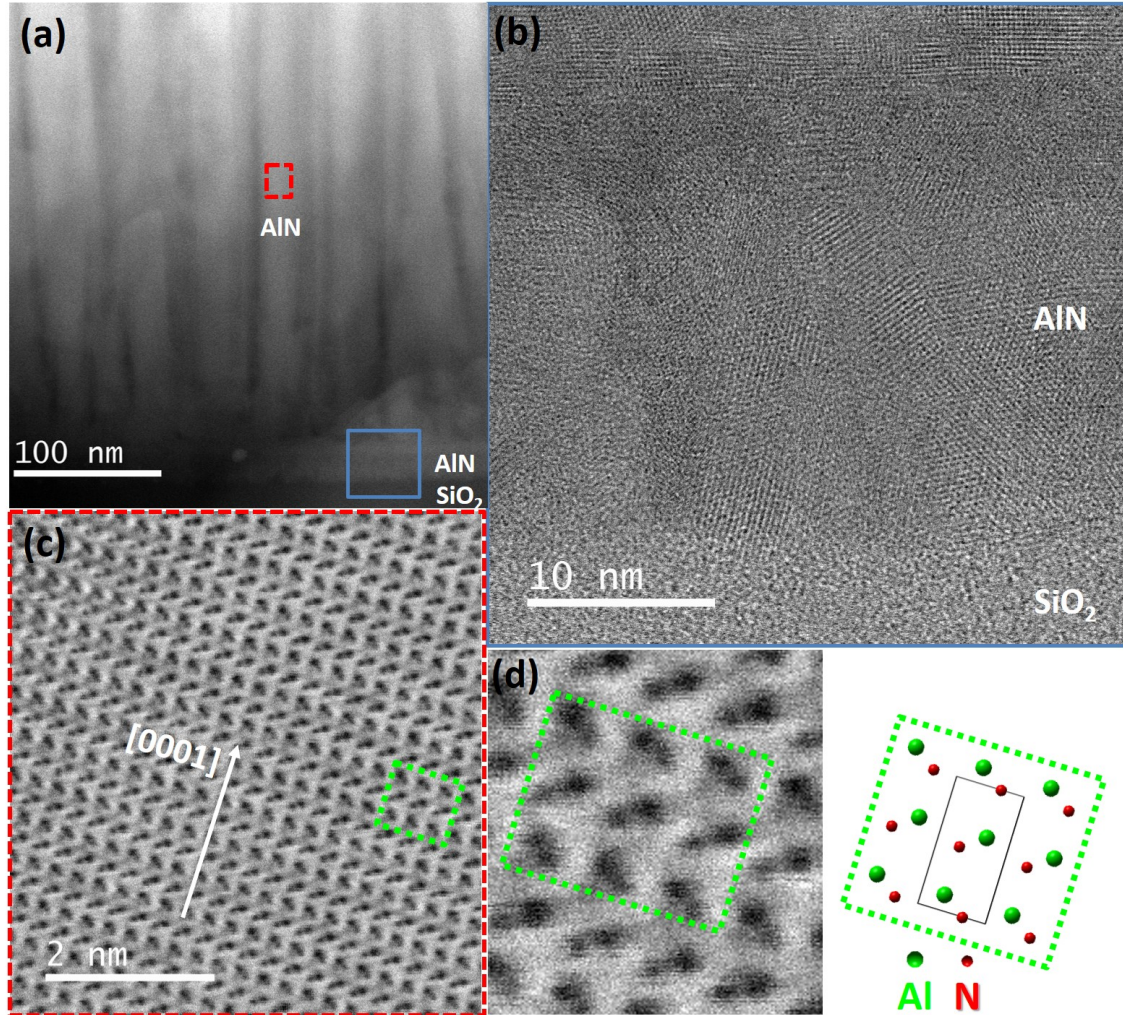 (a)
AlN
100 nm
AlN
SiO₂
(b)
AlN
10 nm
SiO₂
(c)
[0001]
2 nm
(d)
Al N